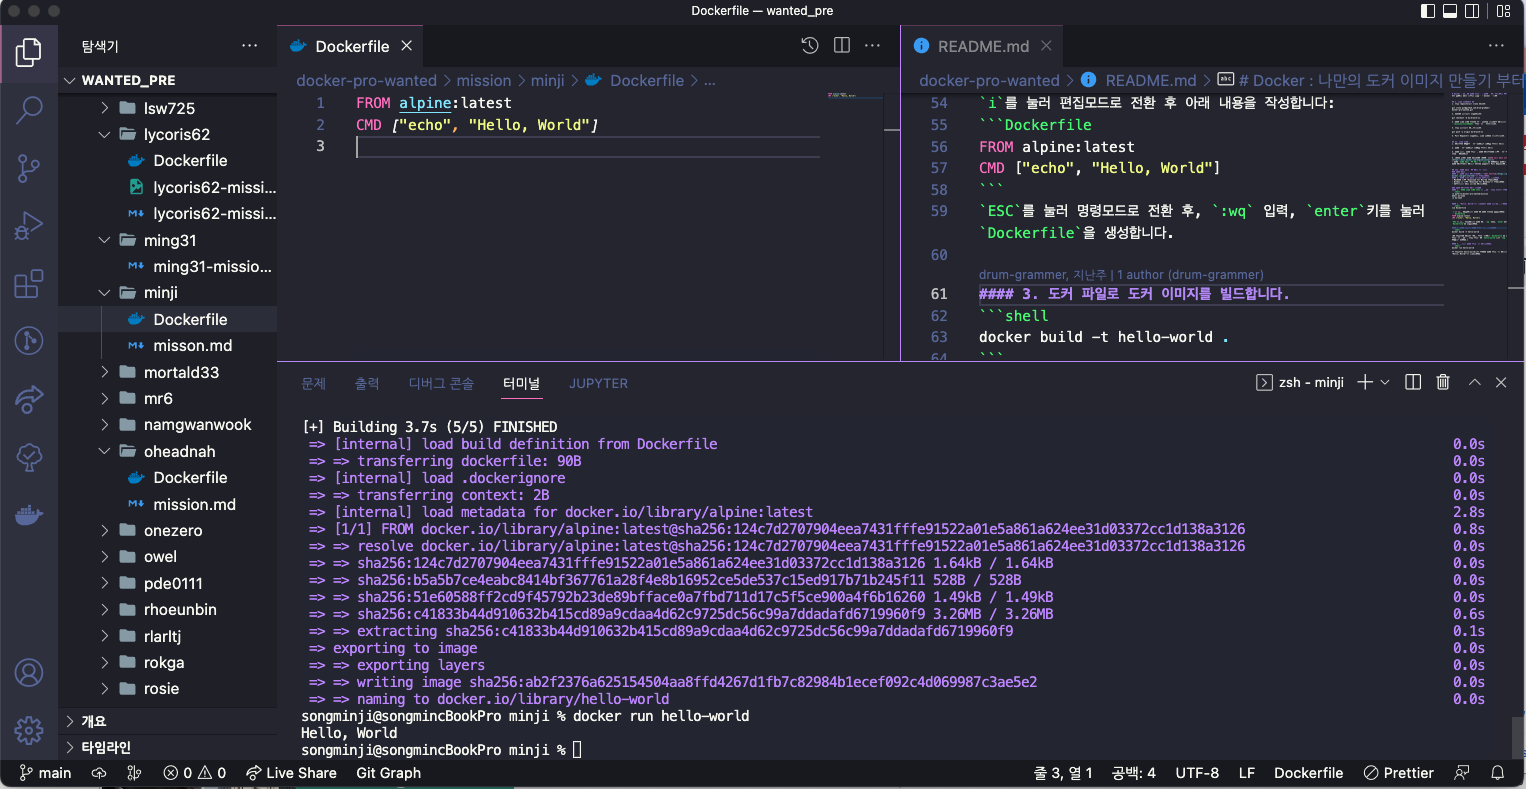 Dockerfile — wanted_pre
탐색기
WANTED_PRE
lsw725
lycoris62
Dockerfile
lycoris62-missi...
lycoris62-missi...
ming31
ming31-missio...
minji
Dockerfile
misson.md
mortald33
mr6
namgwanwook
oheadnah
Dockerfile
mission.md
onezero
owel
pde0111
rhoeunbin
rlarltj
rokga
rosie
개요
타임라인
Dockerfile
docker-pro-wanted > mission > minji > Dockerfile > ...
1 FROM alpine:latest
2 CMD ["echo", "Hello, World"]
3
README.md
docker-pro-wanted > README.md > # Docker : 나만의 도커 이미지 만들기 부터
54 `i`를 눌러 편집모드로 전환 후 아래 내용을 작성합니다:
55 ```Dockerfile
56 FROM alpine:latest
57 CMD ["echo", "Hello, World"]
58 ```
59 `ESC`를 눌러 명령모드로 전환 후, `:wq` 입력, `enter`키를 눌러
`Dockerfile`을 생성합니다.
60
drum-grammer, 지난주 | 1 author (drum-grammer)
61 #### 3. 도커 파일로 도커 이미지를 빌드합니다.
62 ```shell
63 docker build -t hello-world .
64 ```
문제 출력 디버그 콘솔 터미널 JUPYTER
zsh - minji
[+] Building 3.7s (5/5) FINISHED
=> [internal] load build definition from Dockerfile 0.0s
=> => transferring dockerfile: 90B 0.0s
=> [internal] load .dockerignore 0.0s
=> => transferring context: 2B 0.0s
=> [internal] load metadata for docker.io/library/alpine:latest 2.8s
=> [1/1] FROM docker.io/library/alpine:latest@sha256:124c7d2707904eea7431fffe91522a01e5a861a624ee31d03372cc1d138a3126 0.8s
=> => resolve docker.io/library/alpine:latest@sha256:124c7d2707904eea7431fffe91522a01e5a861a624ee31d03372cc1d138a3126 0.0s
=> => sha256:124c7d2707904eea7431fffe91522a01e5a861a624ee31d03372cc1d138a3126 1.64kB / 1.64kB 0.0s
=> => sha256:b5a5b7ce4eabc8414bf367761a28f4e8b16952ce5de537c15ed917b71b245f11 528B / 528B 0.0s
=> => sha256:51e60588ff2cd9f45792b23de89bfface0a7fbd711d17c5f5ce900a4f6b16260 1.49kB / 1.49kB 0.0s
=> => sha256:c41833b44d910632b415cd89a9cdaa4d62c9725dc56c99a7ddadafd6719960f9 3.26MB / 3.26MB 0.6s
=> => extracting sha256:c41833b44d910632b415cd89a9cdaa4d62c9725dc56c99a7ddadafd6719960f9 0.1s
=> exporting to image 0.0s
=> => exporting layers 0.0s
=> => writing image sha256:ab2f2376a625154504aa8ffd4267d1fb7c82984b1ecef092c4d069987c3ae5e2 0.0s
=> => naming to docker.io/library/hello-world 0.0s
songminji@songmincBookPro minji % docker run hello-world
Hello, World
songminji@songmincBookPro minji %
main 0 0 Live Share Git Graph 줄 3, 열 1 공백: 4 UTF-8 LF Dockerfile Prettier